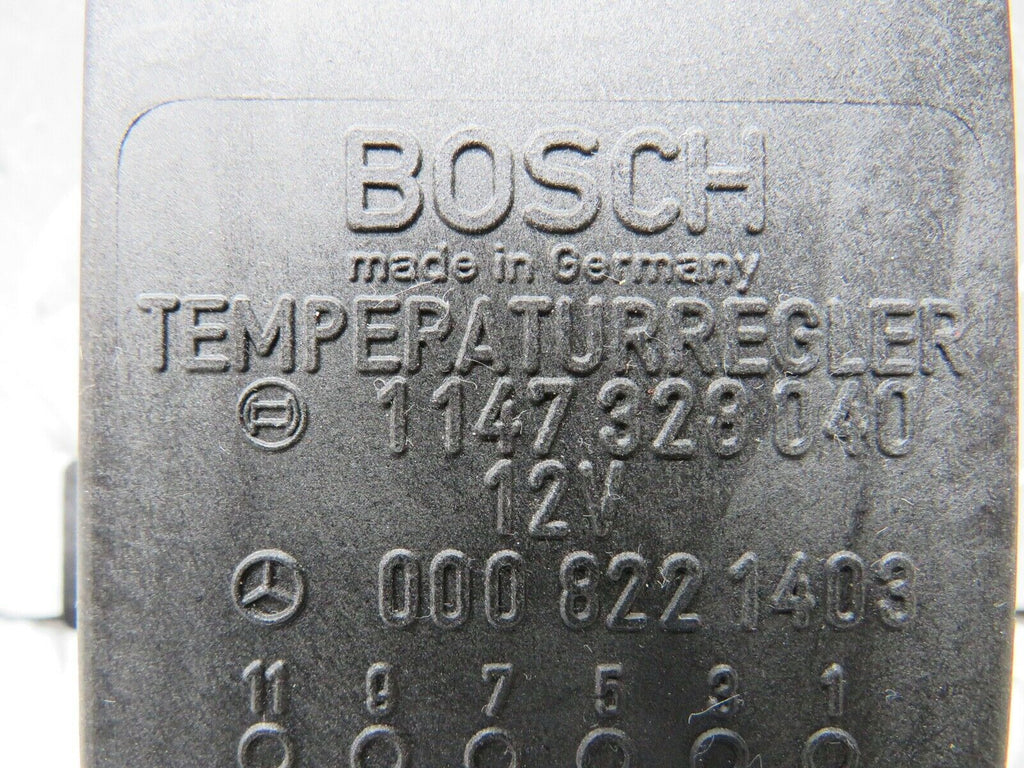 BOSCH
made in Germany
TEMPERATURREGLER
1 147 328 040
12V
000 822 1403
11 9 7 5 3 1